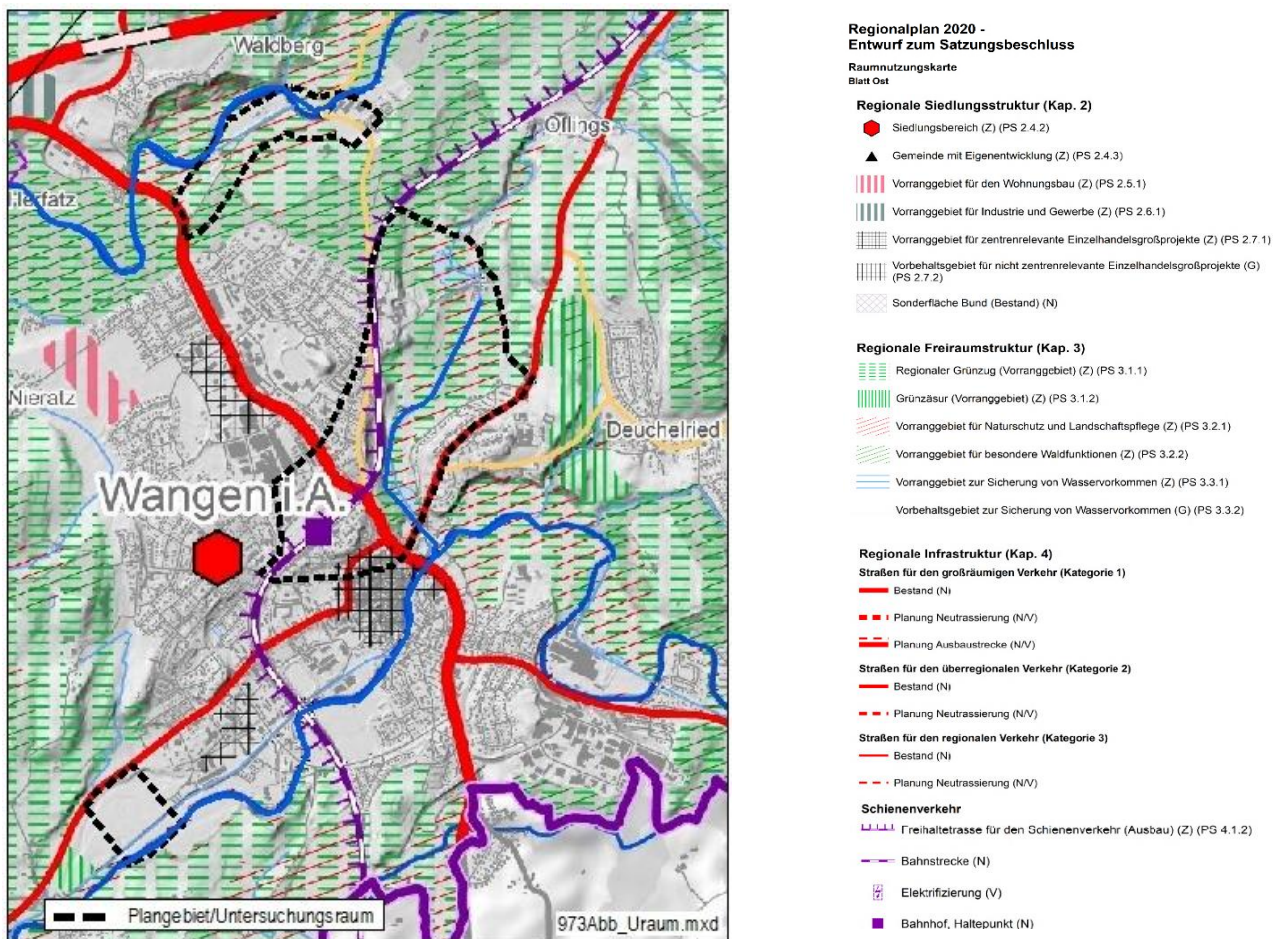 Waldberg
Oflings
Herfatz
Nieratz
Deuchelried
Wangen i.A.
Plangebiet/Untersuchungsraum
973Abb_Uraum.mxd
Regionalplan 2020 -
Entwurf zum Satzungsbeschluss
Raumnutzungskarte
Blatt Ost
Regionale Siedlungsstruktur (Kap. 2)
Siedlungsbereich (Z) (PS 2.4.2)
Gemeinde mit Eigenentwicklung (Z) (PS 2.4.3)
Vorranggebiet für den Wohnungsbau (Z) (PS 2.5.1)
Vorranggebiet für Industrie und Gewerbe (Z) (PS 2.6.1)
Vorranggebiet für zentrenrelevante Einzelhandelsgroßprojekte (Z) (PS 2.7.1)
Vorbehaltsgebiet für nicht zentrenrelevante Einzelhandelsgroßprojekte (G)
(PS 2.7.2)
Sonderfläche Bund (Bestand) (N)
Regionale Freiraumstruktur (Kap. 3)
Regionaler Grünzug (Vorranggebiet) (Z) (PS 3.1.1)
Grünzäsur (Vorranggebiet) (Z) (PS 3.1.2)
Vorranggebiet für Naturschutz und Landschaftspflege (Z) (PS 3.2.1)
Vorranggebiet für besondere Waldfunktionen (Z) (PS 3.2.2)
Vorranggebiet zur Sicherung von Wasservorkommen (Z) (PS 3.3.1)
Vorbehaltsgebiet zur Sicherung von Wasservorkommen (G) (PS 3.3.2)
Regionale Infrastruktur (Kap. 4)
Straßen für den großräumigen Verkehr (Kategorie 1)
Bestand (N)
Planung Neutrassierung (N/V)
Planung Ausbaustrecke (N/V)
Straßen für den überregionalen Verkehr (Kategorie 2)
Bestand (N)
Planung Neutrassierung (N/V)
Straßen für den regionalen Verkehr (Kategorie 3)
Bestand (N)
Planung Neutrassierung (N/V)
Schienenverkehr
Freihaltetrasse für den Schienenverkehr (Ausbau) (Z) (PS 4.1.2)
Bahnstrecke (N)
Elektrifizierung (V)
Bahnhof, Haltepunkt (N)